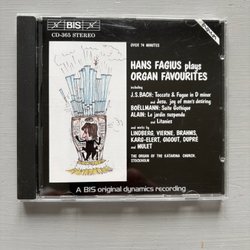 BIS
CD-365 STEREO
OVER 74 MINUTES
HANS FAGIUS plays
ORGAN FAVOURITES
including
J.S.BACH: Toccata & Fugue in D minor
and Jesu, joy of man's desiring
BOËLLMANN: Suite Gothique
ALAIN: Le jardin suspendu
and Litanies
and works by
LINDBERG, VIERNE, BRAHMS,
KARG-ELERT, GIGOUT, DUPRÉ
and MULET
THE ORGAN OF THE KATARINA CHURCH,
STOCKHOLM
A BIS original dynamics recording